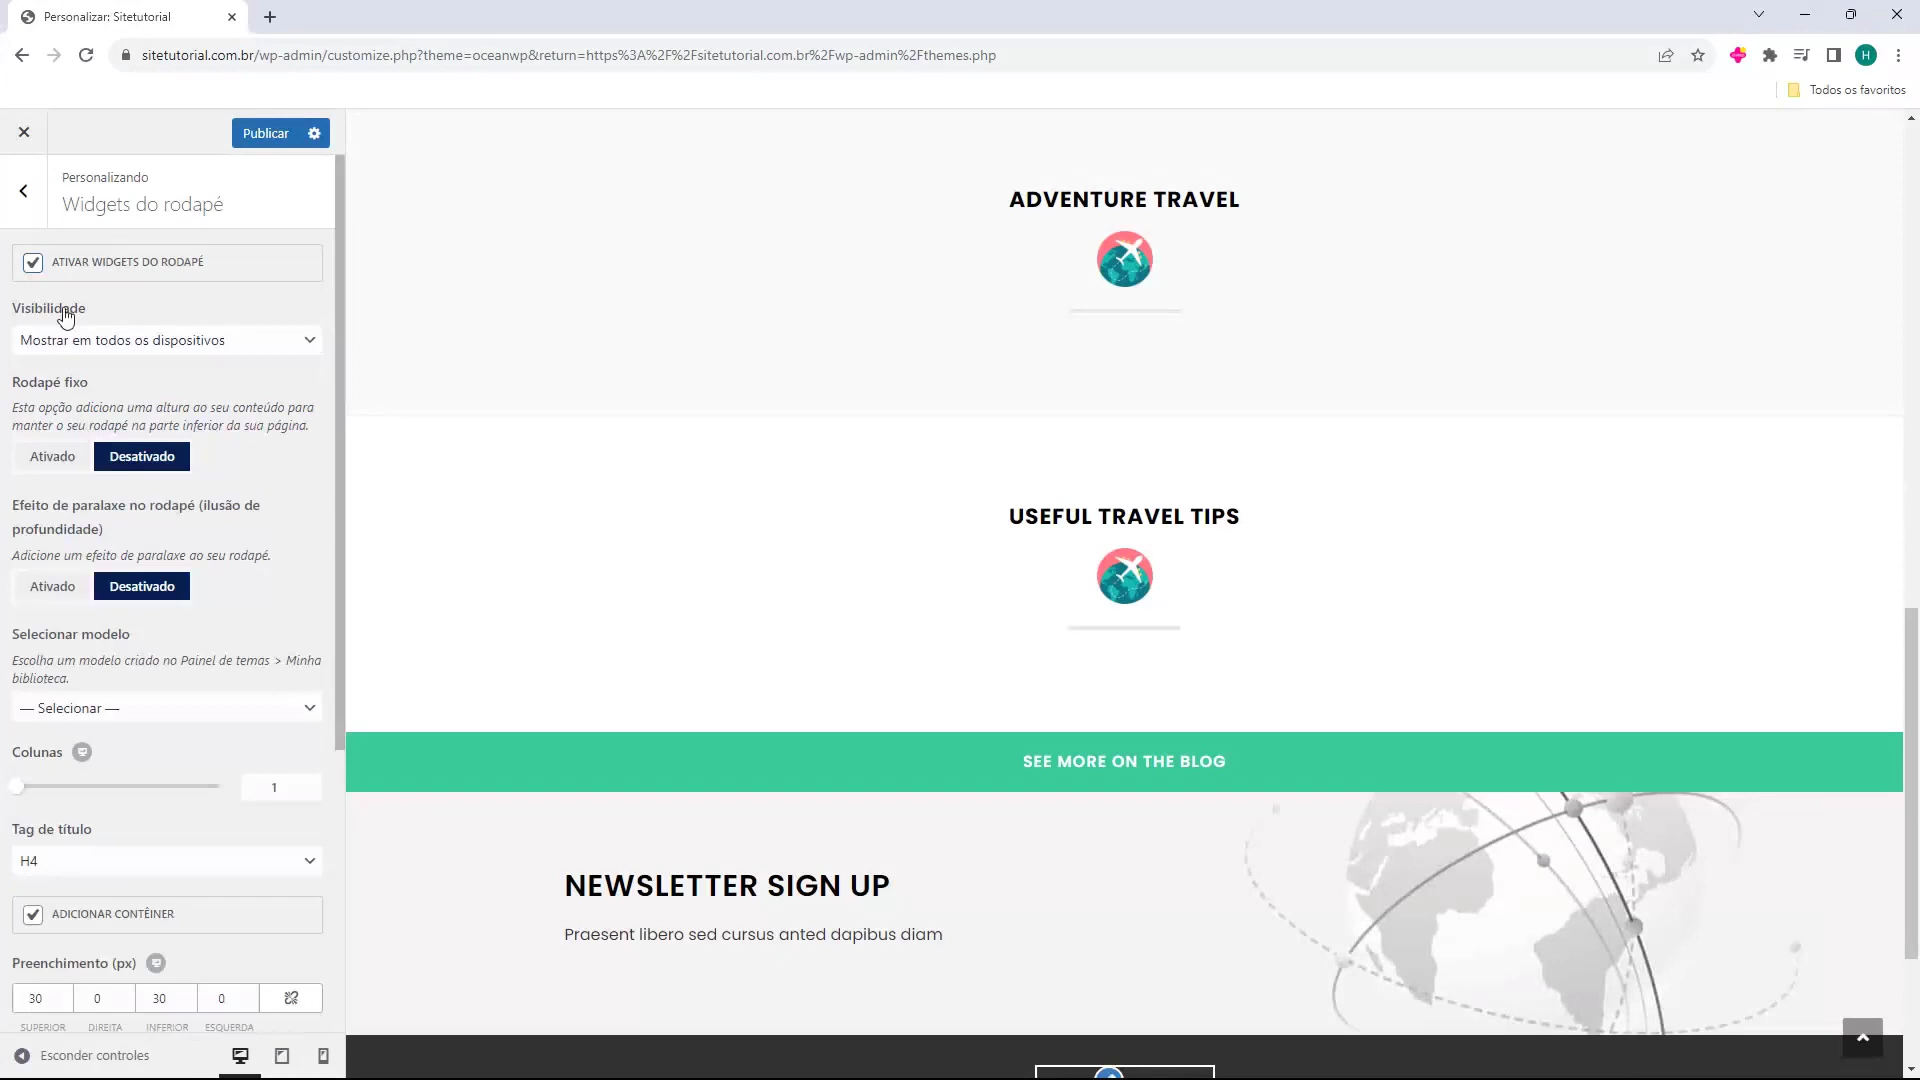 Personalizar: Sitetutorial
sitetutorial.com.br/wp-admin/customize.php?theme=oceanwp&return=https%3A%2F%2Fsitetutorial.com.br%2Fwp-admin%2Fthemes.php
H
Todos os favoritos
Publicar
Personalizando
Widgets do rodapé
ATIVAR WIDGETS DO RODAPÉ
Visibilidade
Mostrar em todos os dispositivos
Rodapé fixo
Esta opção adiciona uma altura ao seu conteúdo para
manter o seu rodapé na parte inferior da sua página.
Ativado Desativado
Efeito de paralaxe no rodapé (ilusão de
profundidade)
Adicione um efeito de paralaxe ao seu rodapé.
Ativado Desativado
Selecionar modelo
Escolha um modelo criado no Painel de temas > Minha
biblioteca.
— Selecionar —
Colunas
1
Tag de título
H4
ADICIONAR CONTÊINER
Preenchimento (px)
30 0 30 0
SUPERIOR DIREITA INFERIOR ESQUERDA
Esconder controles
ADVENTURE TRAVEL
USEFUL TRAVEL TIPS
SEE MORE ON THE BLOG
NEWSLETTER SIGN UP
Praesent libero sed cursus anted dapibus diam